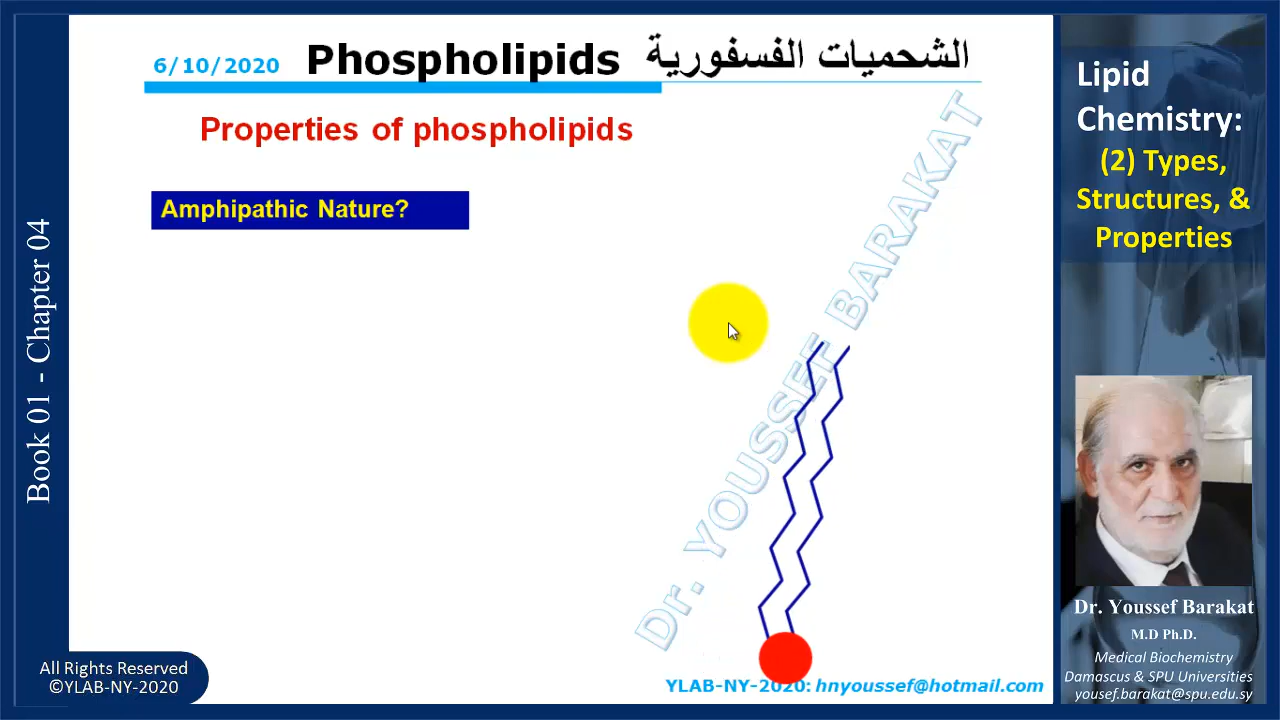 6/10/2020 Phospholipids الشحميات الفسفورية
Properties of phospholipids
Amphipathic Nature?
Dr. YOUSSEF BARAKAT
YLAB-NY-2020: hnyoussef@hotmail.com
Book 01 - Chapter 04
All Rights Reserved
©YLAB-NY-2020
Lipid
Chemistry:
(2) Types,
Structures, &
Properties
Dr. Youssef Barakat
M.D Ph.D.
Medical Biochemistry
Damascus & SPU Universities
yousef.barakat@spu.edu.sy